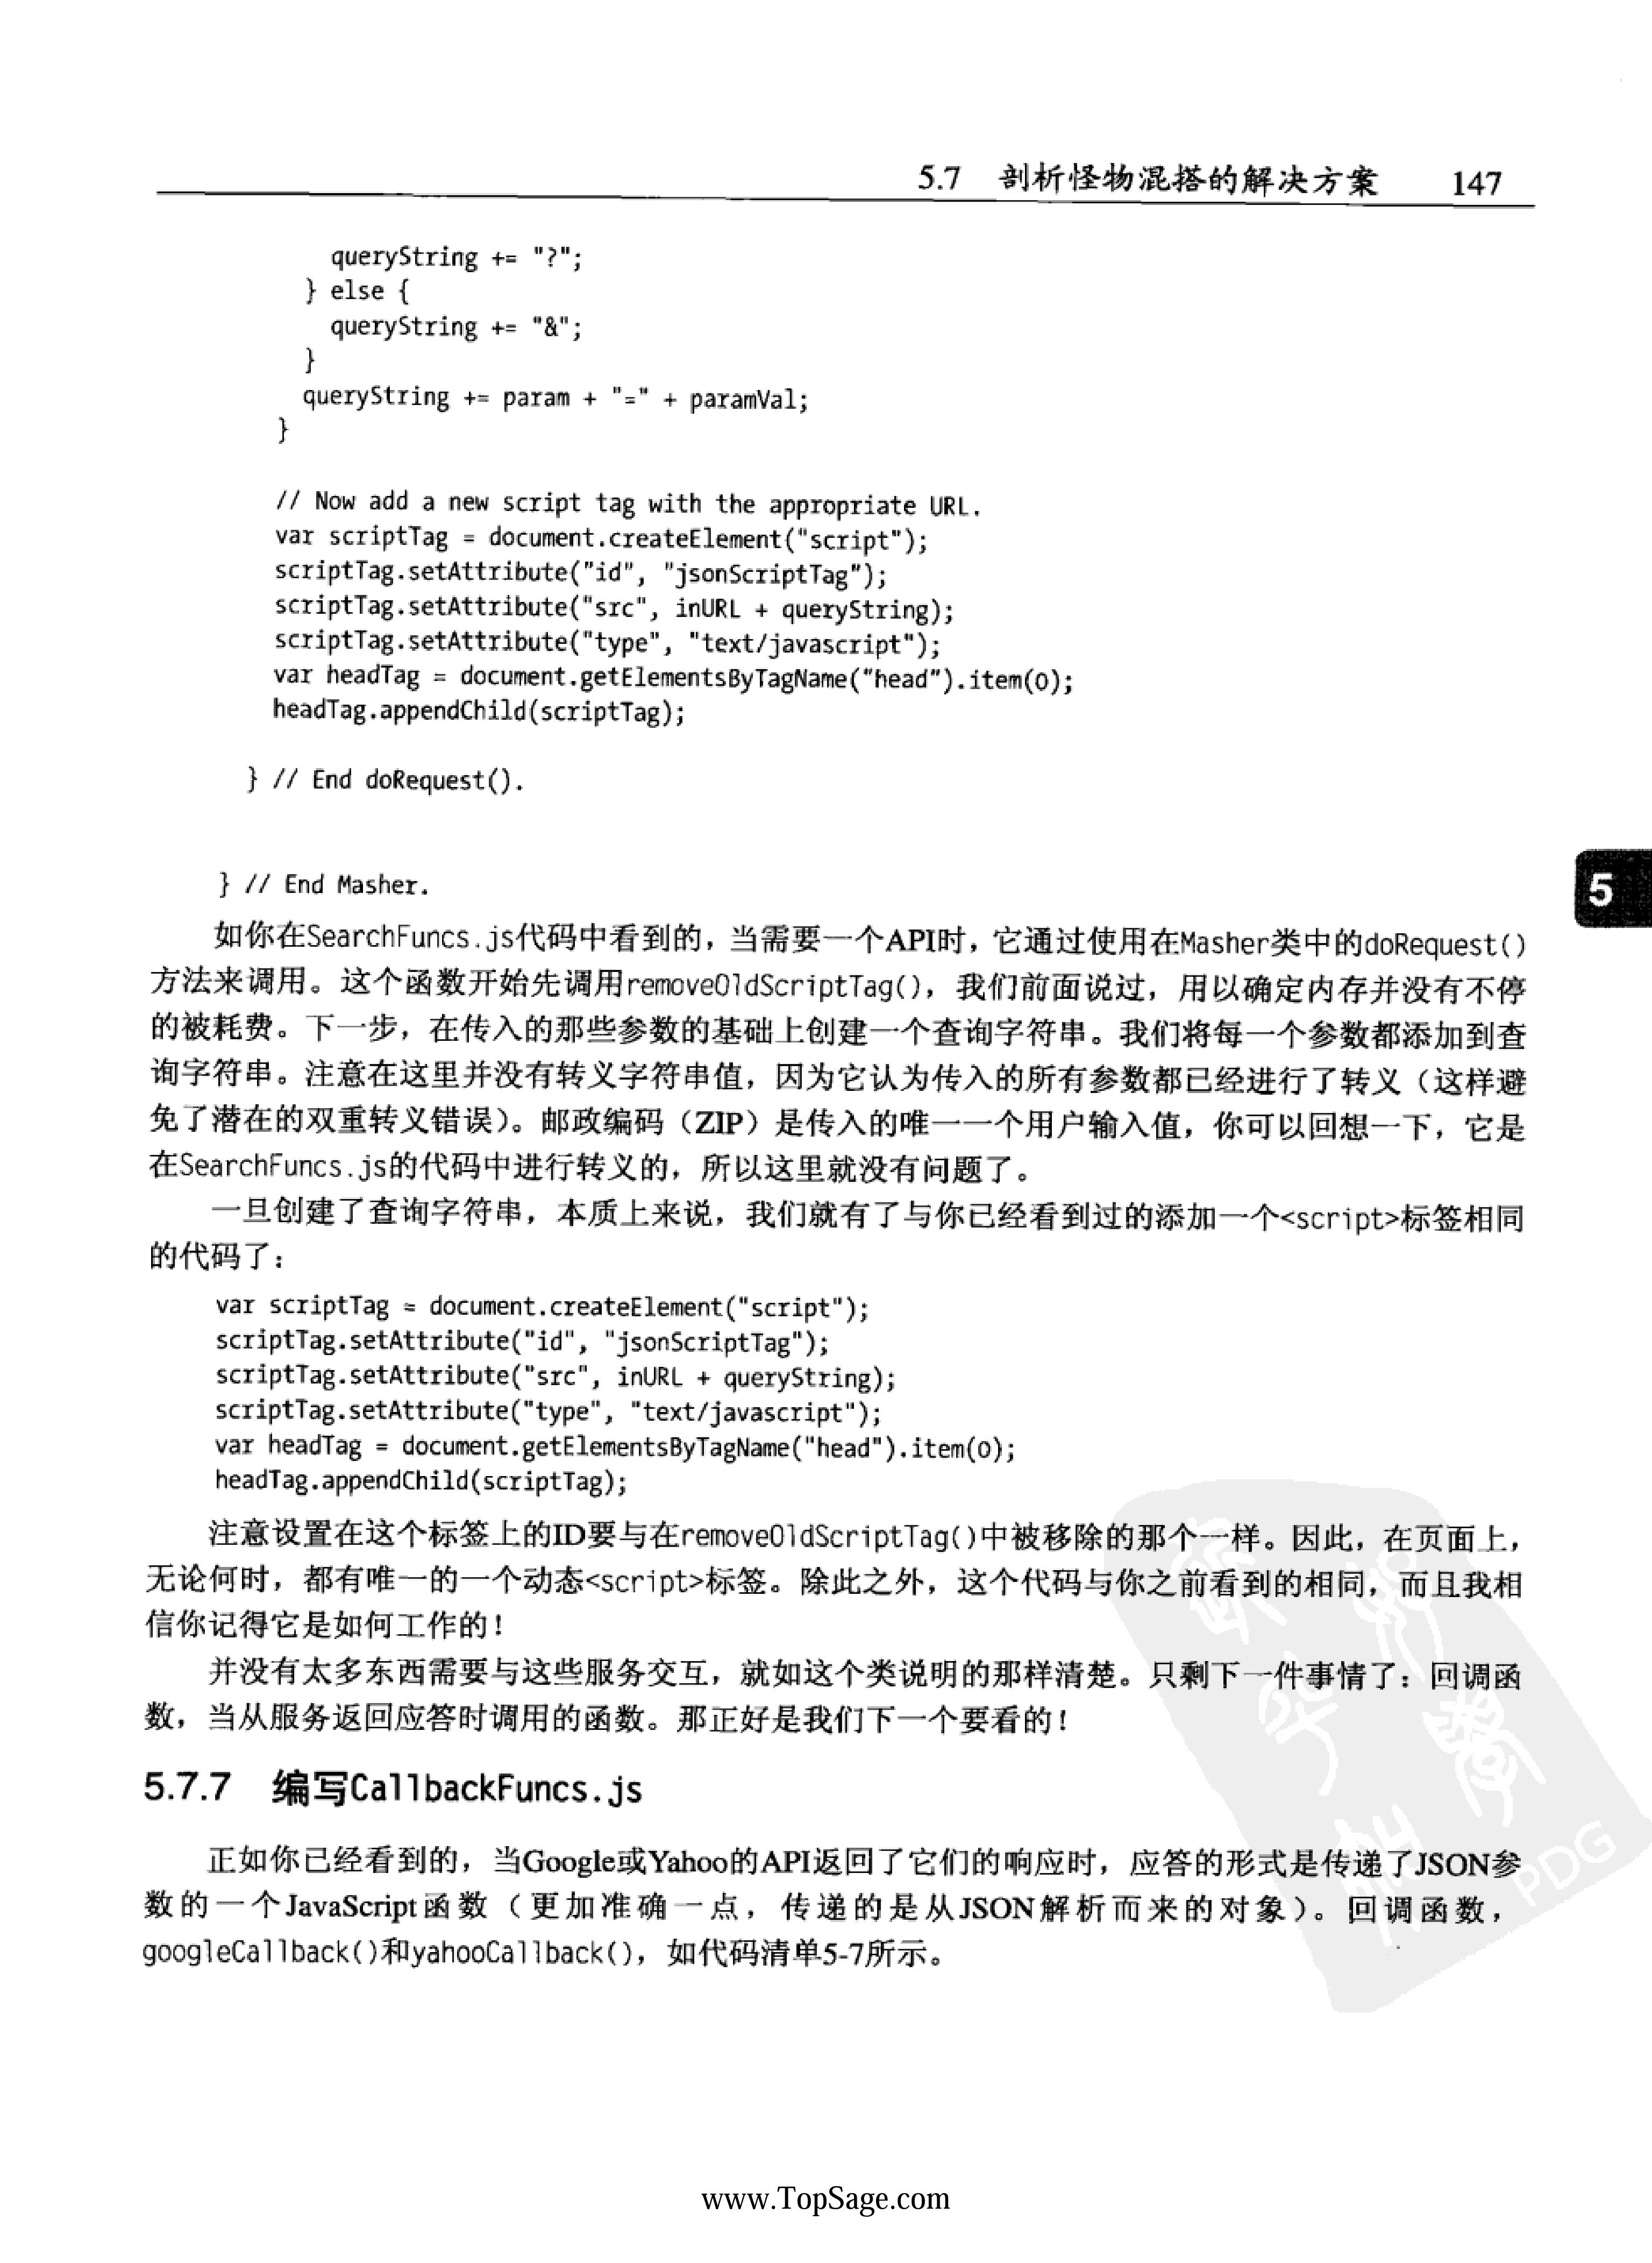 5.7 剖析怪物混搭的解决方案 147
queryString += "?";
} else {
queryString += "&";
}
queryString += param + "=" + paramVal;
}
// Now add a new script tag with the appropriate URL.
var scriptTag = document.createElement("script");
scriptTag.setAttribute("id", "jsonScriptTag");
scriptTag.setAttribute("src", inURL + queryString);
scriptTag.setAttribute("type", "text/javascript");
var headTag = document.getElementsByTagName("head").item(0);
headTag.appendChild(scriptTag);
} // End doRequest().
} // End Masher.
5
如你在SearchFuncs.js代码中看到的，当需要一个API时，它通过使用在Masher类中的doRequest()
方法来调用。这个函数开始先调用removeOldScriptTag()，我们前面说过，用以确定内存并没有不停
的被耗费。下一步，在传入的那些参数的基础上创建一个查询字符串。我们将每一个参数都添加到查
询字符串。注意在这里并没有转义字符串值，因为它认为传入的所有参数都已经进行了转义（这样避
免了潜在的双重转义错误）。邮政编码（ZIP）是传入的唯一一个用户输入值，你可以回想一下，它是
在SearchFuncs.js的代码中进行转义的，所以这里就没有问题了。
一旦创建了查询字符串，本质上来说，我们就有了与你已经看到过的添加一个<script>标签相同
的代码了：
var scriptTag = document.createElement("script");
scriptTag.setAttribute("id", "jsonScriptTag");
scriptTag.setAttribute("src", inURL + queryString);
scriptTag.setAttribute("type", "text/javascript");
var headTag = document.getElementsByTagName("head").item(0);
headTag.appendChild(scriptTag);
注意设置在这个标签上的ID要与在removeOldScriptTag()中被移除的那个一样。因此，在页面上，
无论何时，都有唯一的一个动态<script>标签。除此之外，这个代码与你之前看到的相同，而且我相
信你记得它是如何工作的！
并没有太多东西需要与这些服务交互，就如这个类说明的那样清楚。只剩下一件事情了：回调函
数，当从服务返回应答时调用的函数。那正好是我们下一个要看的！
5.7.7 编写CallbackFuncs.js
正如你已经看到的，当Google或Yahoo的API返回了它们的响应时，应答的形式是传递了JSON参
数的一个JavaScript函数（更加准确一点，传递的是从JSON解析而来的对象）。回调函数，
googleCallback()和yahooCallback()，如代码清单5-7所示。
PDG
www.TopSage.com